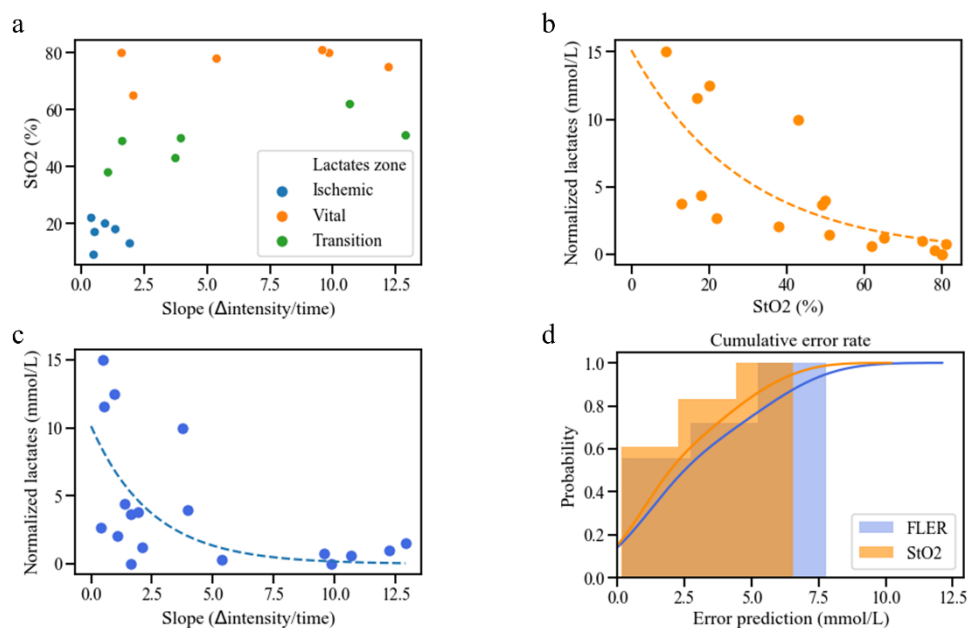 a
80
60
40
20
StO2 (%)
Lactates zone
Ischemic
Vital
Transition
0.0 2.5 5.0 7.5 10.0 12.5
Slope (Δintensity/time)
b
15
10
5
0
Normalized lactates (mmol/L)
0 20 40 60 80
StO2 (%)
c
15
10
5
0
Normalized lactates (mmol/L)
0.0 2.5 5.0 7.5 10.0 12.5
Slope (Δintensity/time)
d
Cumulative error rate
1.0
0.8
0.6
0.4
0.2
0.0
Probability
FLER
StO2
0.0 2.5 5.0 7.5 10.0 12.5
Error prediction (mmol/L)